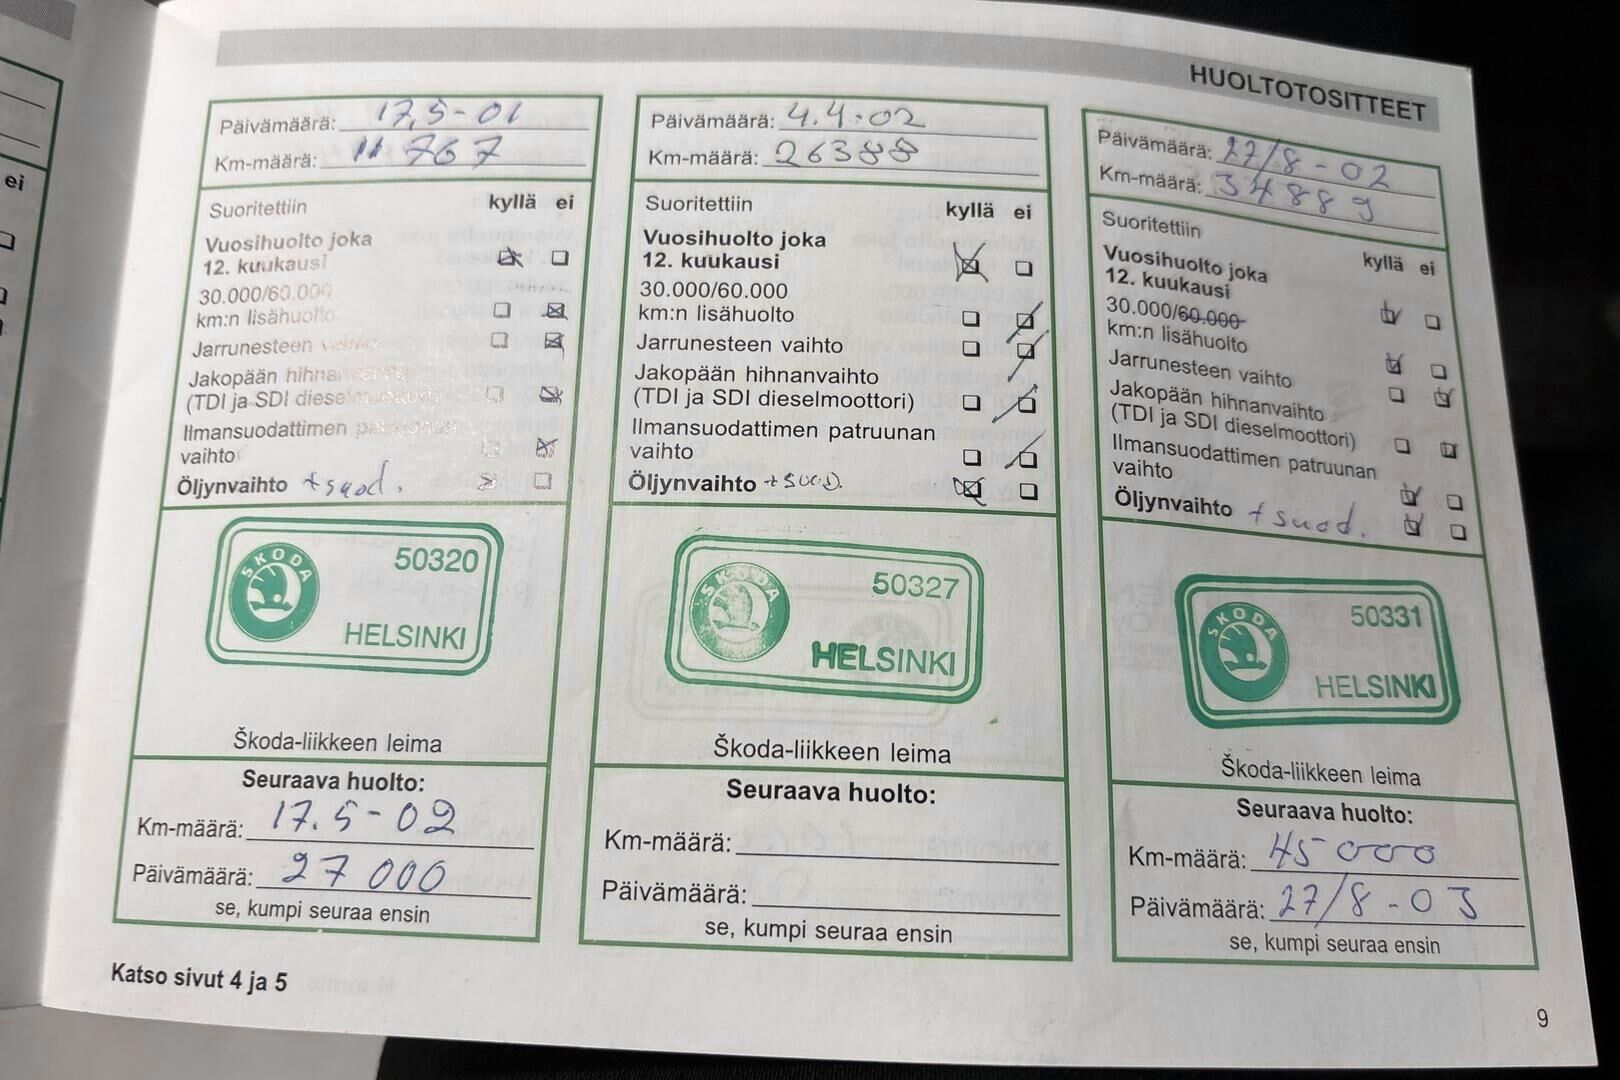 HUOLTOTOSITTEET
ei
Päivämäärä: 17.5-01
Km-määrä: 11 767
Suoritettiin kyllä ei
Vuosihuolto joka
12. kuukausi
30.000/60.000
km:n lisähuolto
Jarrunesteen vaihto
Jakopään hihnanvaihto
(TDI ja SDI dieselmoottori)
Ilmansuodattimen patruunan
vaihto
Öljynvaihto + suod.
SKODA
50320
HELSINKI
Škoda-liikkeen leima
Seuraava huolto:
Km-määrä: 17.5-02
Päivämäärä: 27 000
se, kumpi seuraa ensin
Katso sivut 4 ja 5
Päivämäärä: 4.4.02
Km-määrä: 26388
Suoritettiin kyllä ei
Vuosihuolto joka
12. kuukausi
30.000/60.000
km:n lisähuolto
Jarrunesteen vaihto
Jakopään hihnanvaihto
(TDI ja SDI dieselmoottori)
Ilmansuodattimen patruunan
vaihto
Öljynvaihto + SUOD.
SKODA
50327
HELSINKI
Škoda-liikkeen leima
Seuraava huolto:
Km-määrä:
Päivämäärä:
se, kumpi seuraa ensin
Päivämäärä: 27/8-02
Km-määrä: 34889
Suoritettiin
kyllä ei
Vuosihuolto joka
12. kuukausi
30.000/60.000
km:n lisähuolto
Jarrunesteen vaihto
Jakopään hihnanvaihto
(TDI ja SDI dieselmoottori)
Ilmansuodattimen patruunan
vaihto
Öljynvaihto + suod.
SKODA
50331
HELSINKI
Škoda-liikkeen leima
Seuraava huolto:
Km-määrä: 45 000
Päivämäärä: 27/8-03
se, kumpi seuraa ensin
9